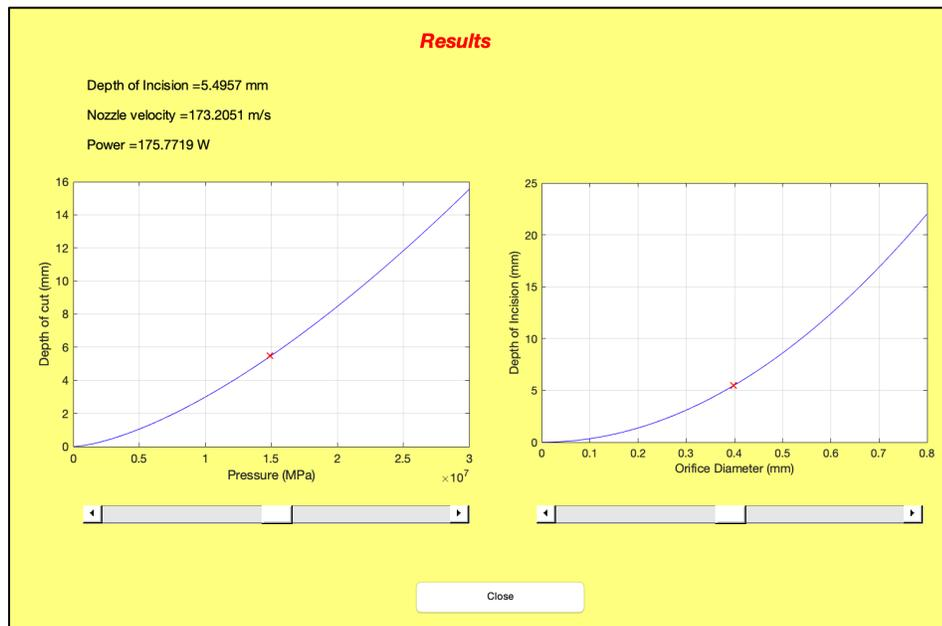 Results
Depth of Incision =5.4957 mm
Nozzle velocity =173.2051 m/s
Power =175.7719 W
16
14
12
10
8
6
4
2
0
Depth of cut (mm)
0 0.5 1 1.5 2 2.5 3
Pressure (MPa)
×10⁷
25
20
15
10
5
0
Depth of Incision (mm)
0 0.1 0.2 0.3 0.4 0.5 0.6 0.7 0.8
Orifice Diameter (mm)
Close